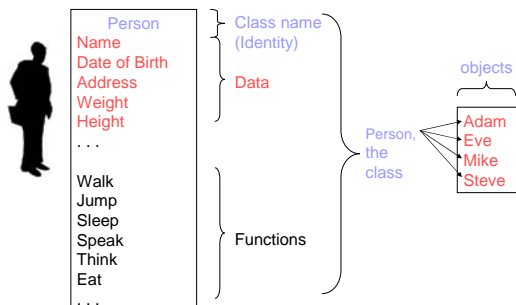 Person
Name
Date of Birth
Address
Weight
Height
. . .
Walk
Jump
Sleep
Speak
Think
Eat
. . .
Class name
(Identity)
Data
Functions
Person,
the
class
objects
Adam
Eve
Mike
Steve